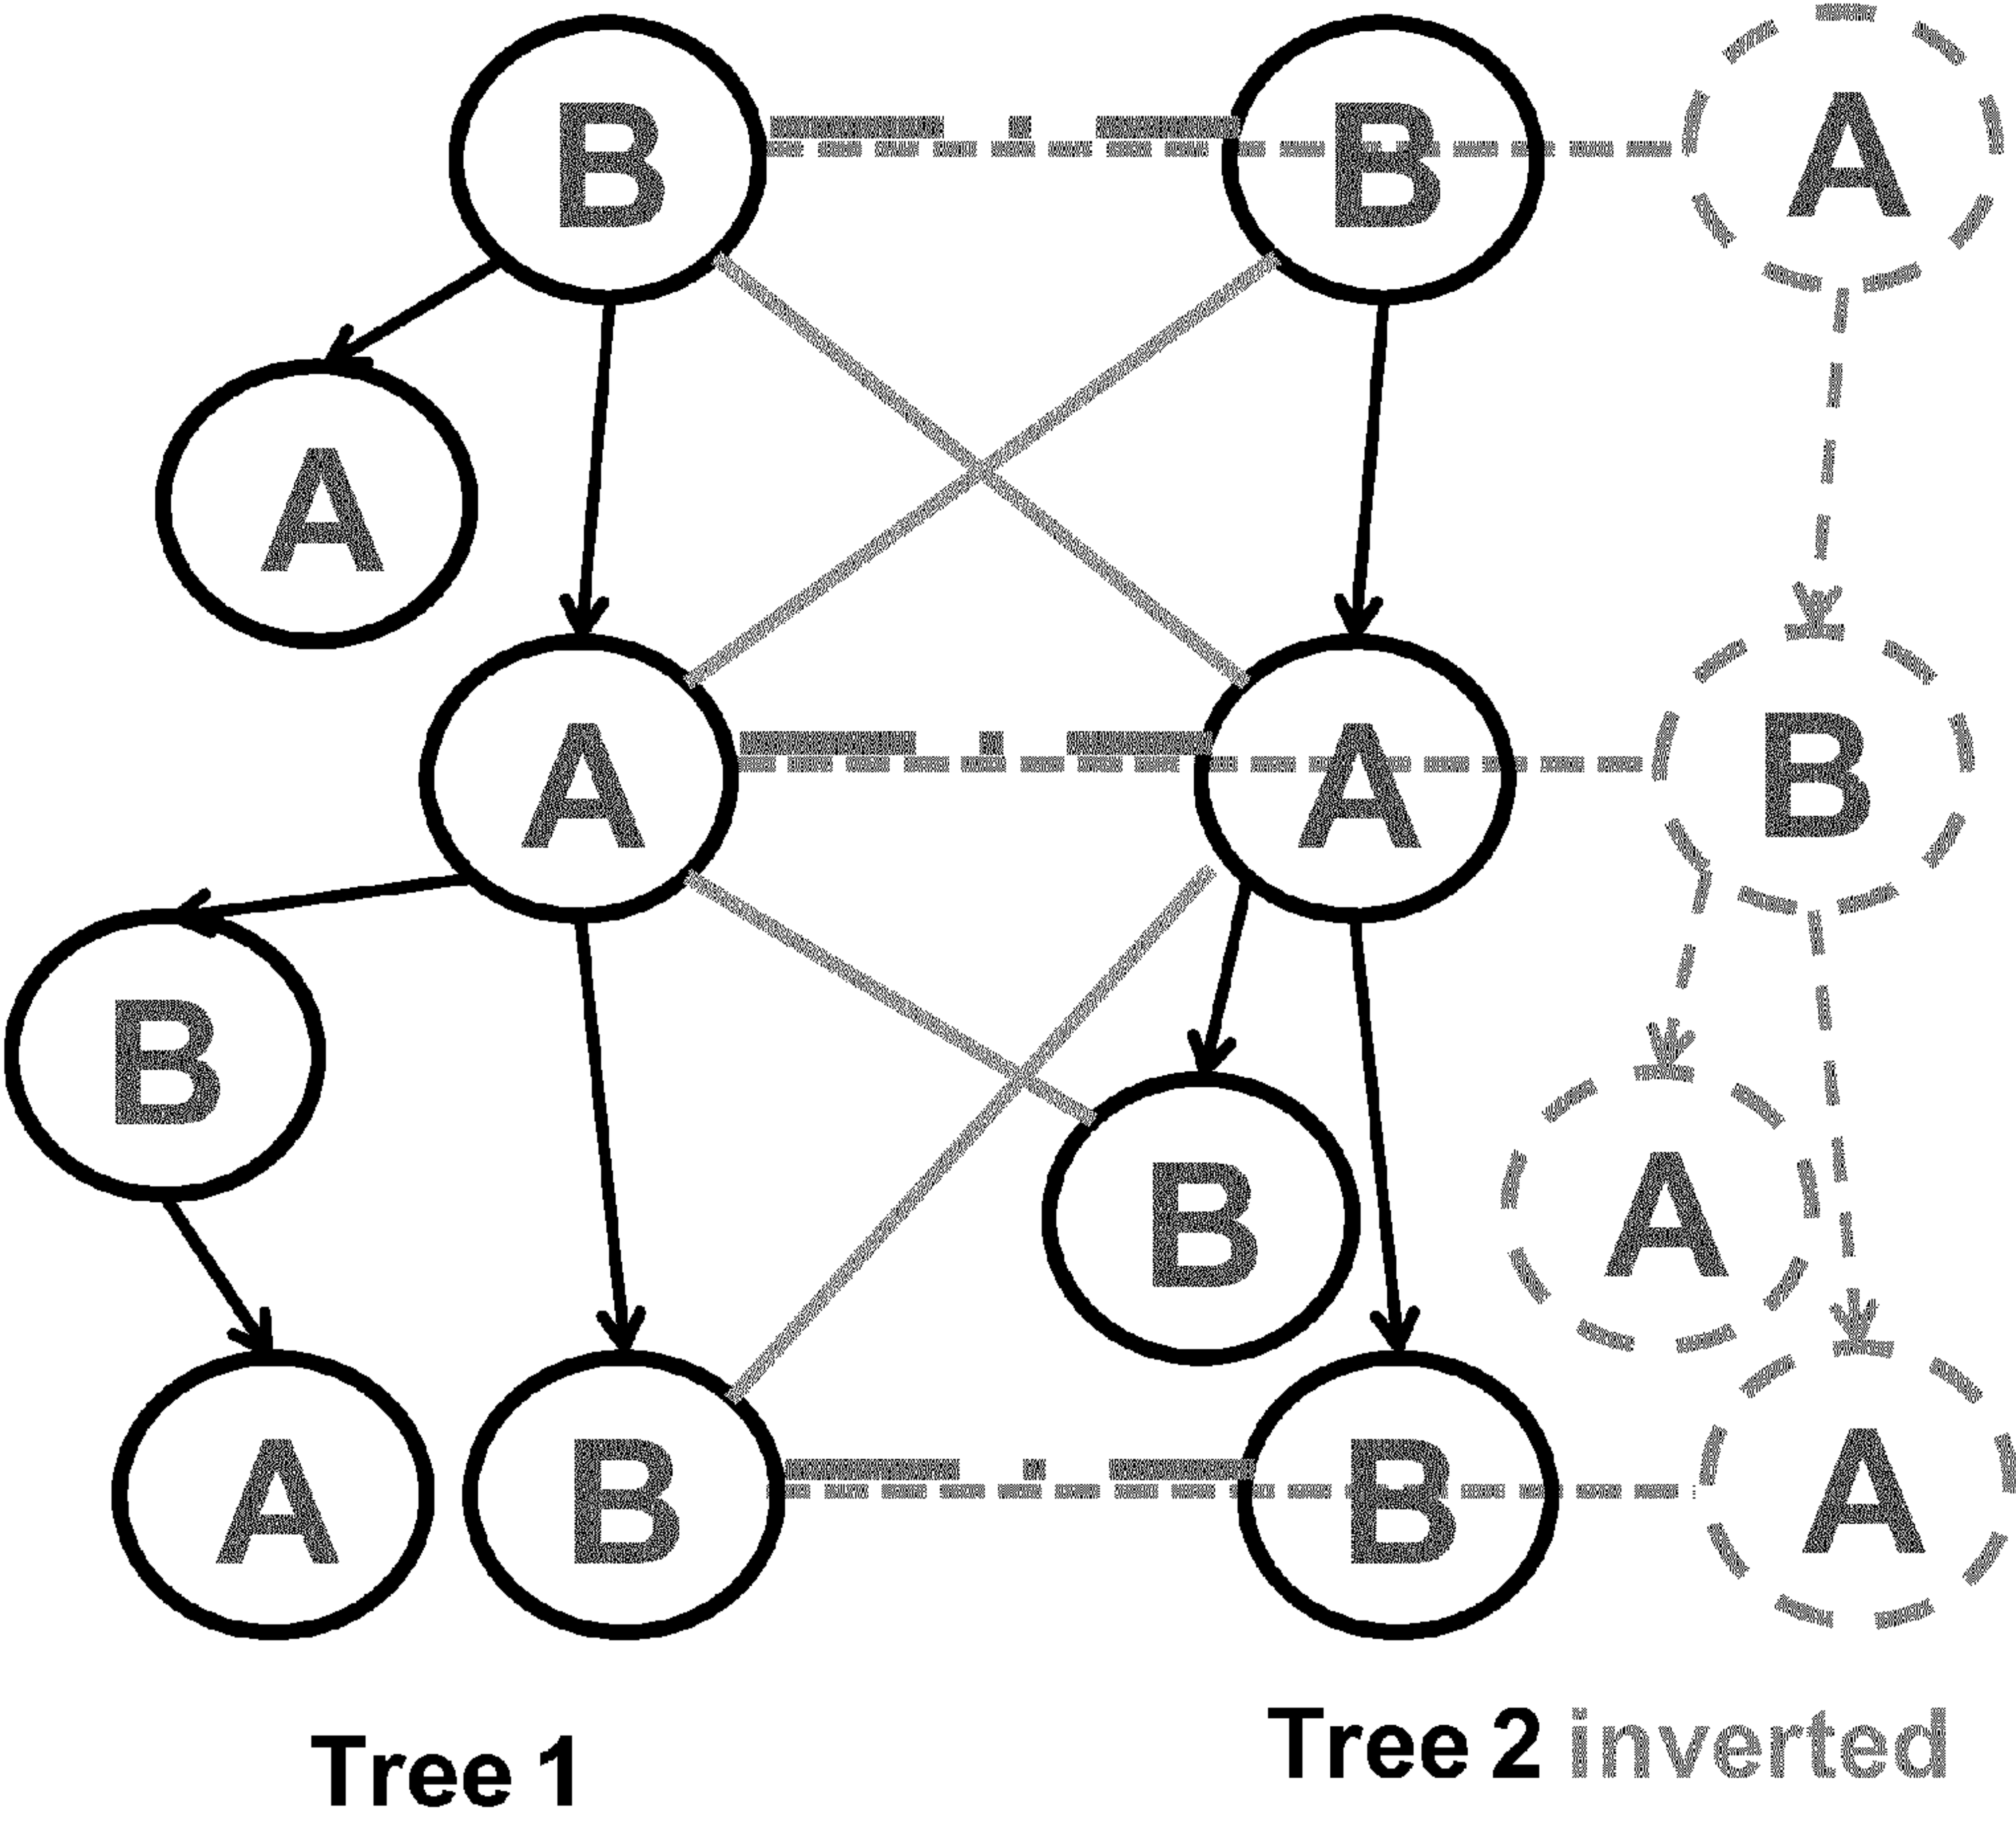 B B A
A
A A B
B
B A
A B B A
Tree 1
Tree 2 inverted